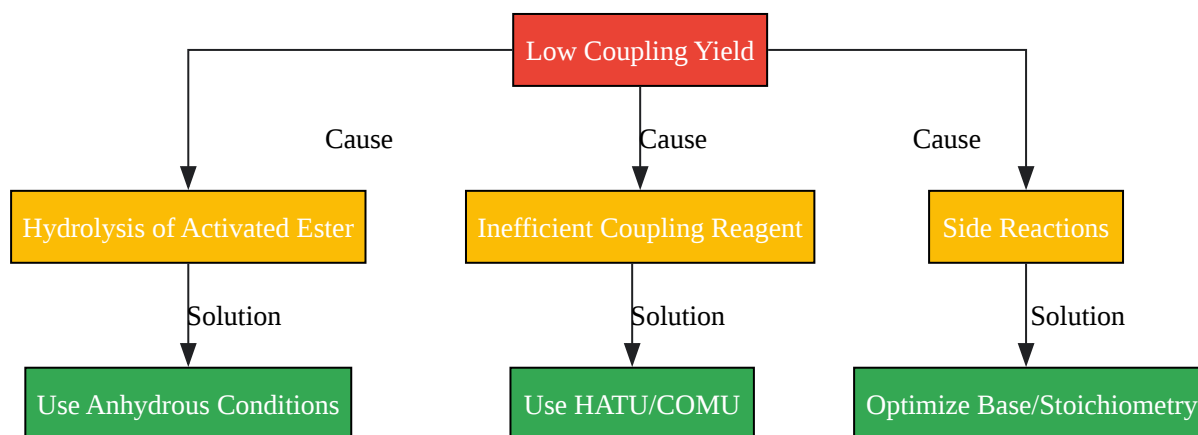 Low Coupling Yield
Cause
Cause
Cause
Hydrolysis of Activated Ester
Inefficient Coupling Reagent
Side Reactions
Solution
Solution
Solution
Use Anhydrous Conditions
Use HATU/COMU
Optimize Base/Stoichiometry